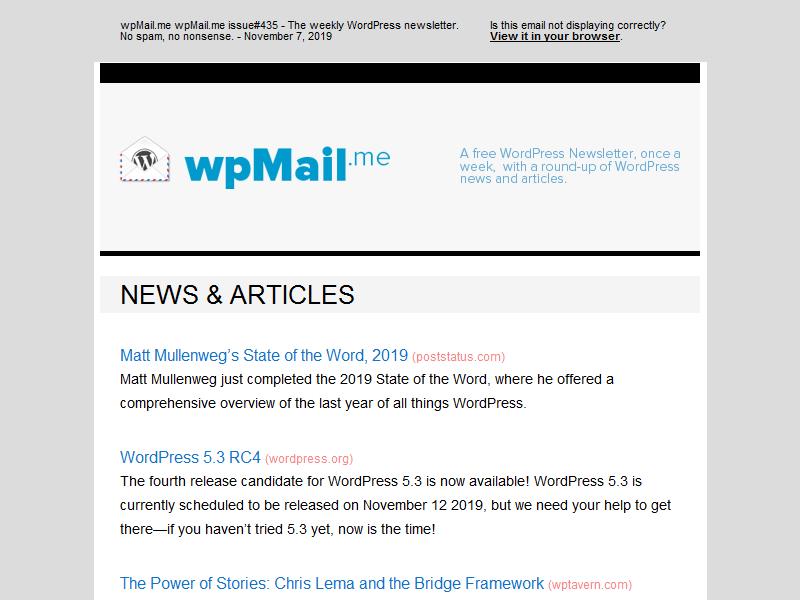 wpMail.me wpMail.me issue#435 - The weekly WordPress newsletter.
No spam, no nonsense. - November 7, 2019
Is this email not displaying correctly?
View it in your browser.
wpMail.me
A free WordPress Newsletter, once a
week, with a round-up of WordPress
news and articles.
NEWS & ARTICLES
Matt Mullenweg’s State of the Word, 2019 (poststatus.com)
Matt Mullenweg just completed the 2019 State of the Word, where he offered a
comprehensive overview of the last year of all things WordPress.
WordPress 5.3 RC4 (wordpress.org)
The fourth release candidate for WordPress 5.3 is now available! WordPress 5.3 is
currently scheduled to be released on November 12 2019, but we need your help to get
there—if you haven’t tried 5.3 yet, now is the time!
The Power of Stories: Chris Lema and the Bridge Framework (wptavern.com)